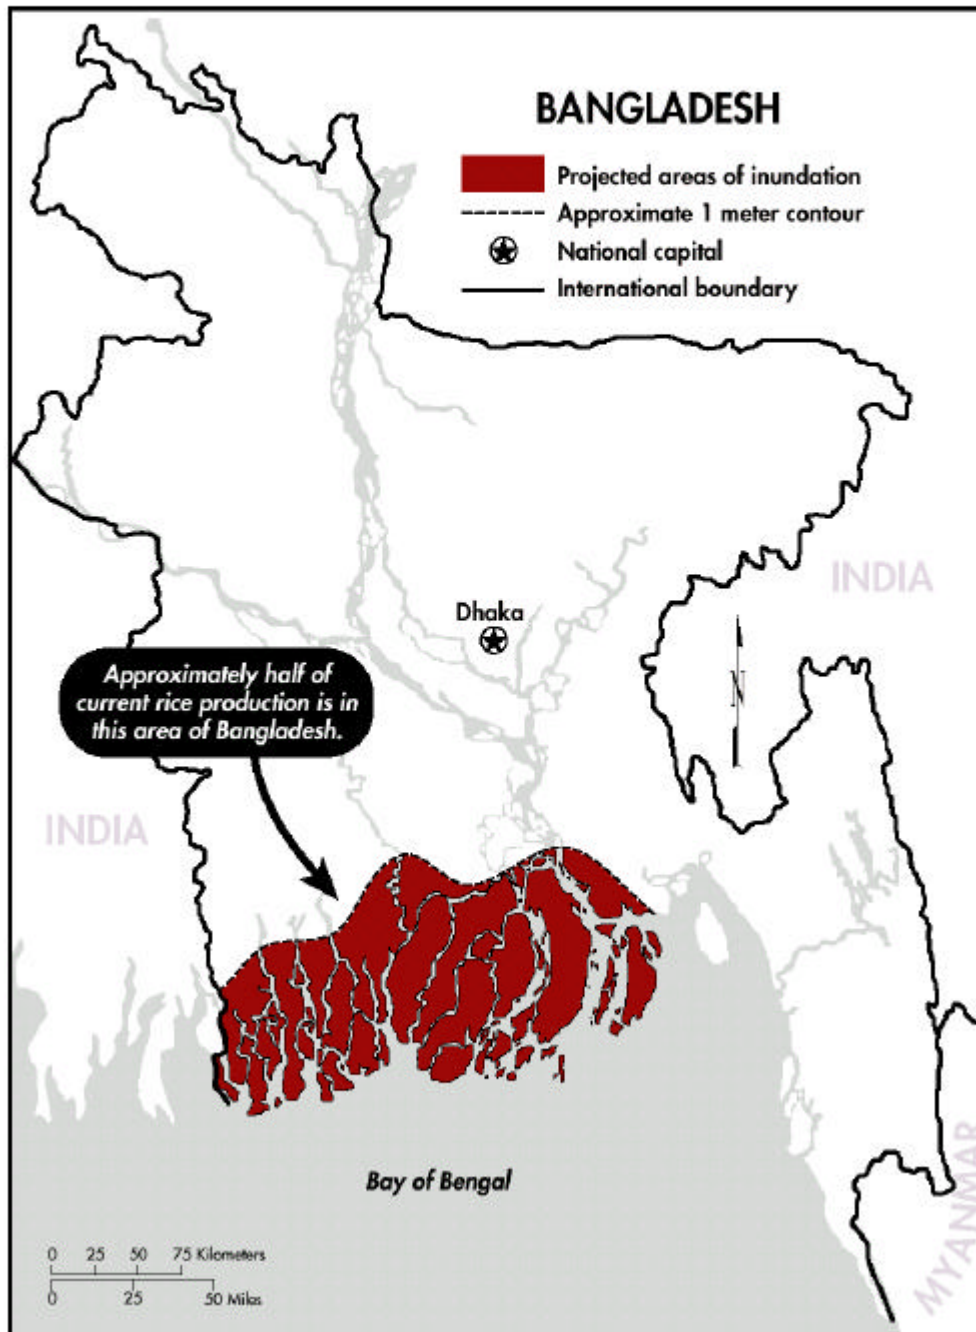 BANGLADESH
Projected areas of inundation
Approximate 1 meter contour
National capital
International boundary
INDIA
Dhaka
N
Approximately half of
current rice production is in
this area of Bangladesh.
INDIA
Bay of Bengal
MYANMAR
0 25 50 75 Kilometers
0 25 50 Miles